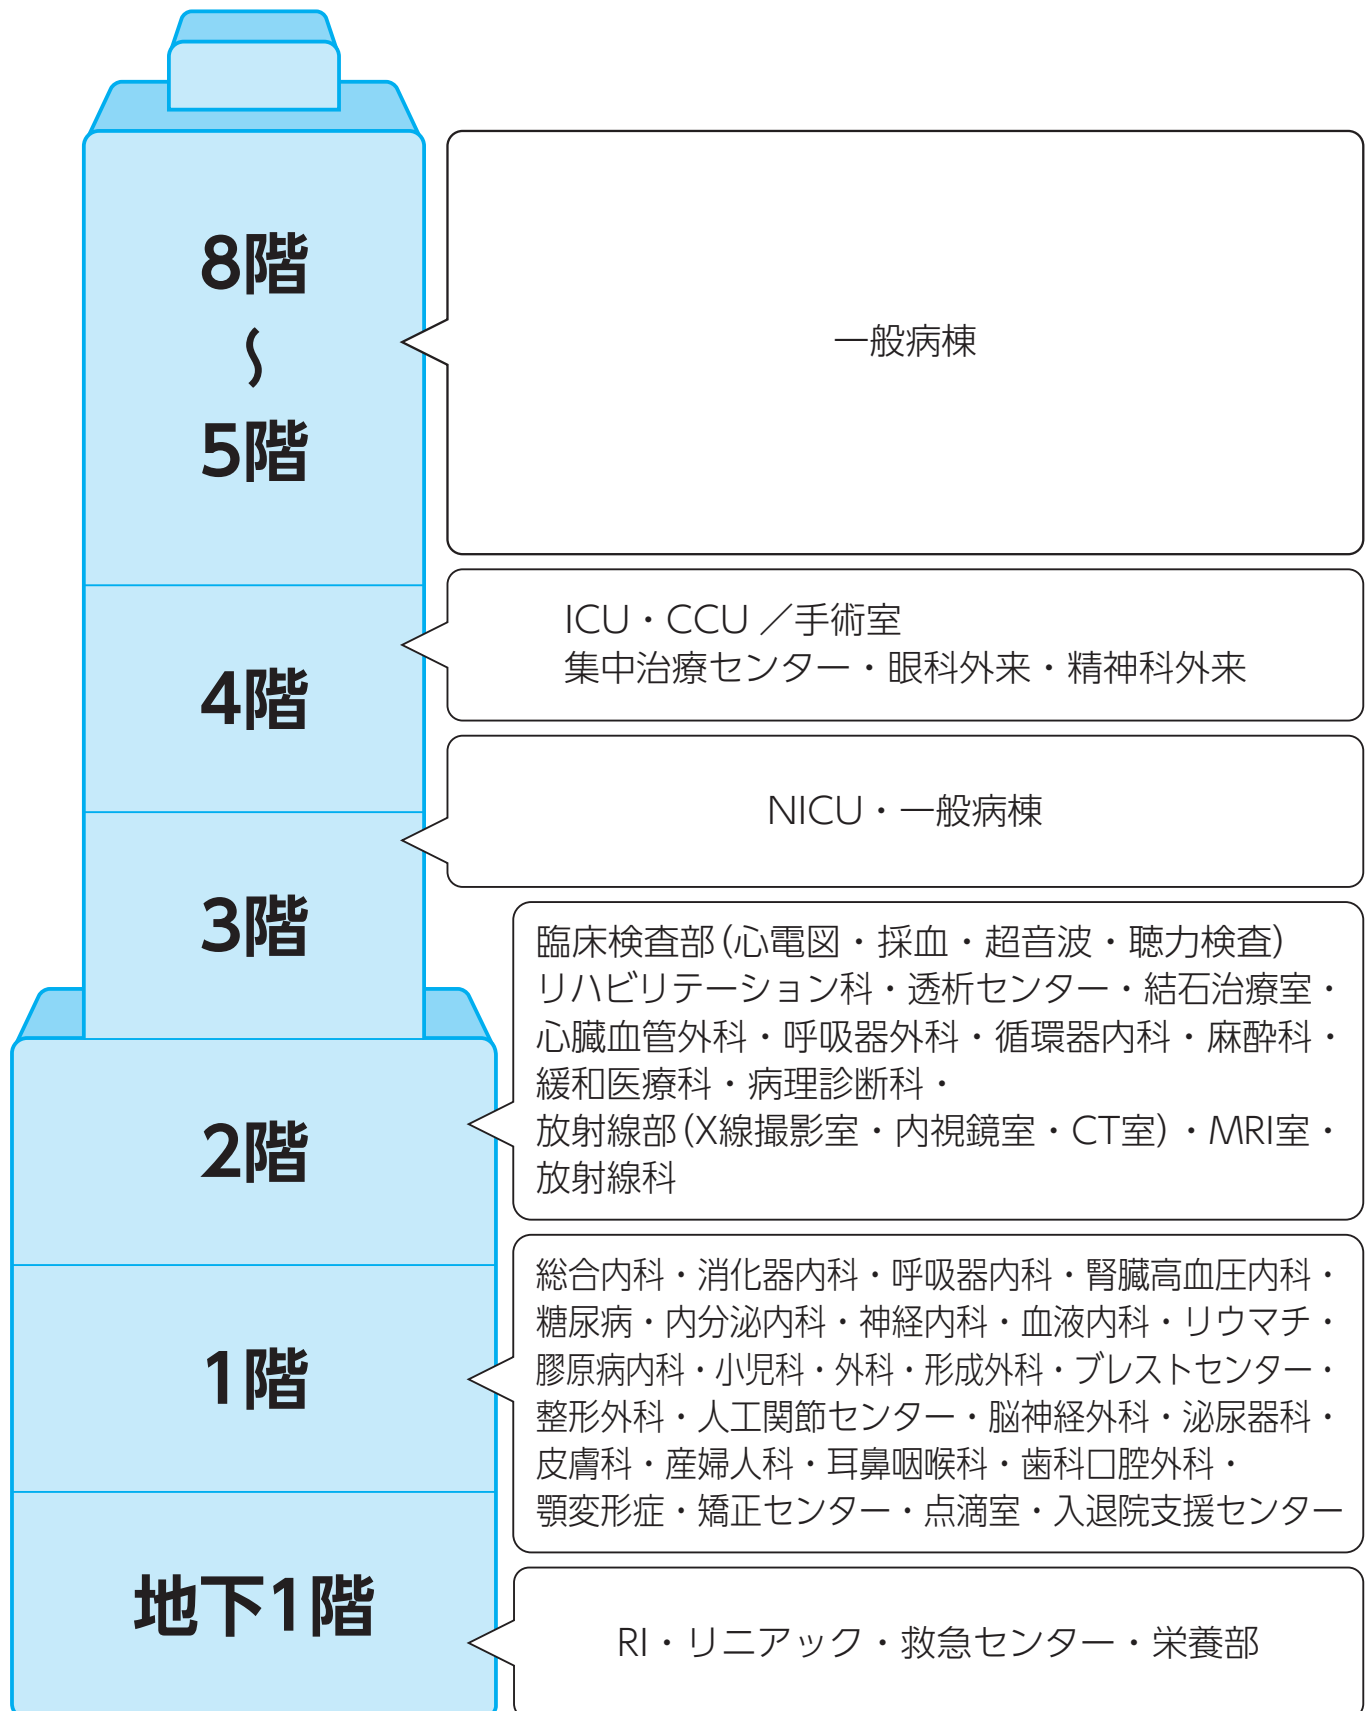 8階
〜
5階
一般病棟
4階
ICU・CCU／手術室
集中治療センター・眼科外来・精神科外来
3階
NICU・一般病棟
2階
臨床検査部（心電図・採血・超音波・聴力検査）
リハビリテーション科・透析センター・結石治療室・
心臓血管外科・呼吸器外科・循環器内科・麻酔科・
緩和医療科・病理診断科・
放射線部（X線撮影室・内視鏡室・CT室）・MRI室・
放射線科
1階
総合内科・消化器内科・呼吸器内科・腎臓高血圧内科・
糖尿病・内分泌内科・神経内科・血液内科・リウマチ・
膠原病内科・小児科・外科・形成外科・ブレストセンター・
整形外科・人工関節センター・脳神経外科・泌尿器科・
皮膚科・産婦人科・耳鼻咽喉科・歯科口腔外科・
顎変形症・矯正センター・点滴室・入退院支援センター
地下1階
RI・リニアック・救急センター・栄養部